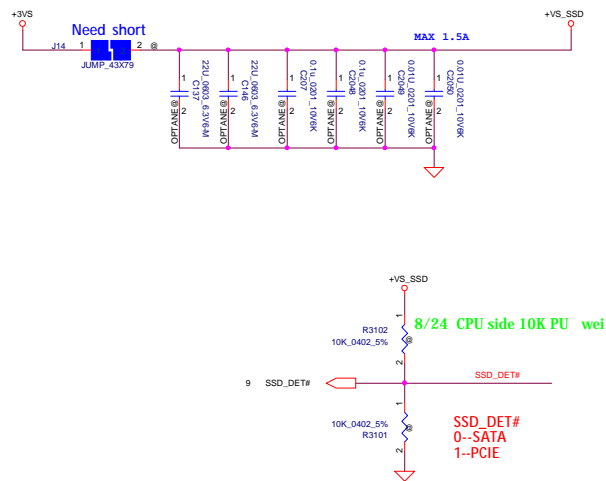 +3VS
+VS_SSD
Need short
MAX 1.5A
J14 1 2 @
JUMP_43X79
1
22U_0603_6.3V6-M
C137
OPTANE@
2
1
22U_0603_6.3V6-M
C146
OPTANE@
2
1
0.1u_0201_10V6K
C207
OPTANE@
2
1
0.1u_0201_10V6K
C2048
OPTANE@
2
1
0.01U_0201_10V6K
C2049
OPTANE@
2
1
0.01U_0201_10V6K
C2050
OPTANE@
2
+VS_SSD
1
8/24 CPU side 10K PU wei
R3102
@
10K_0402_5%
2
9 SSD_DET#
SSD_DET#
1
10K_0402_5%
@
R3101
2
SSD_DET#
0--SATA
1--PCIE